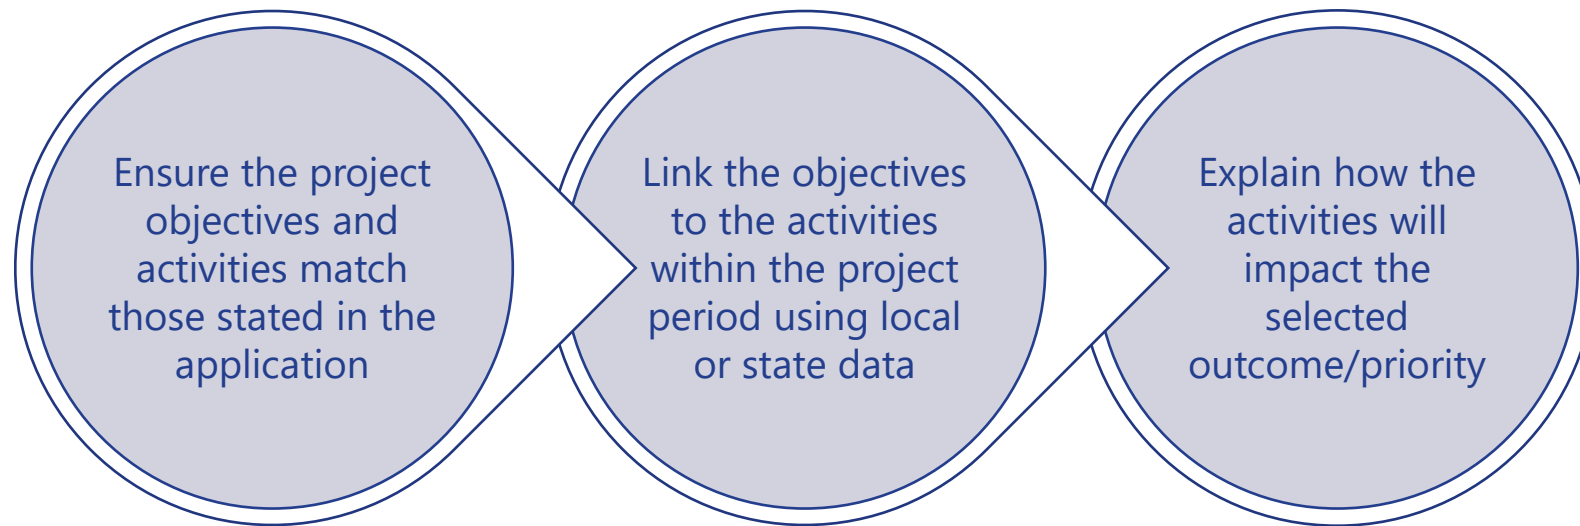 Ensure the project
objectives and
activities match
those stated in the
application
Link the objectives
to the activities
within the project
period using local
or state data
Explain how the
activities will
impact the
selected
outcome/priority